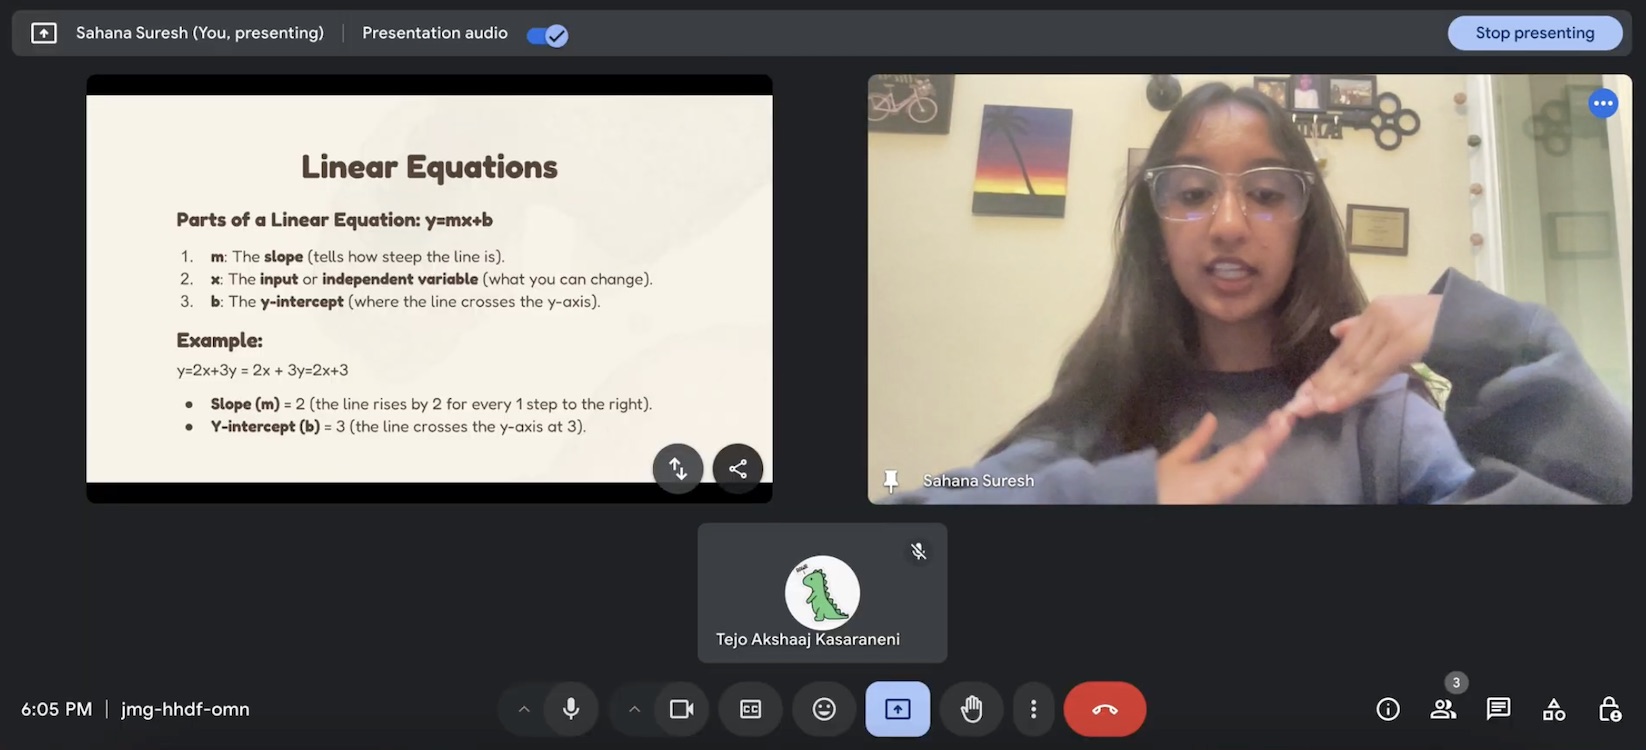 Sahana Suresh (You, presenting)
Presentation audio
Stop presenting
Linear Equations
Parts of a Linear Equation: y=mx+b
1. m: The slope (tells how steep the line is).
2. x: The input or independent variable (what you can change).
3. b: The y-intercept (where the line crosses the y-axis).
Example:
y=2x+3y = 2x + 3y=2x+3
● Slope (m) = 2 (the line rises by 2 for every 1 step to the right).
● Y-intercept (b) = 3 (the line crosses the y-axis at 3).
Sahana Suresh
Tejo Akshaaj Kasaraneni
6:05 PM | jmg-hhdf-omn
CC
3